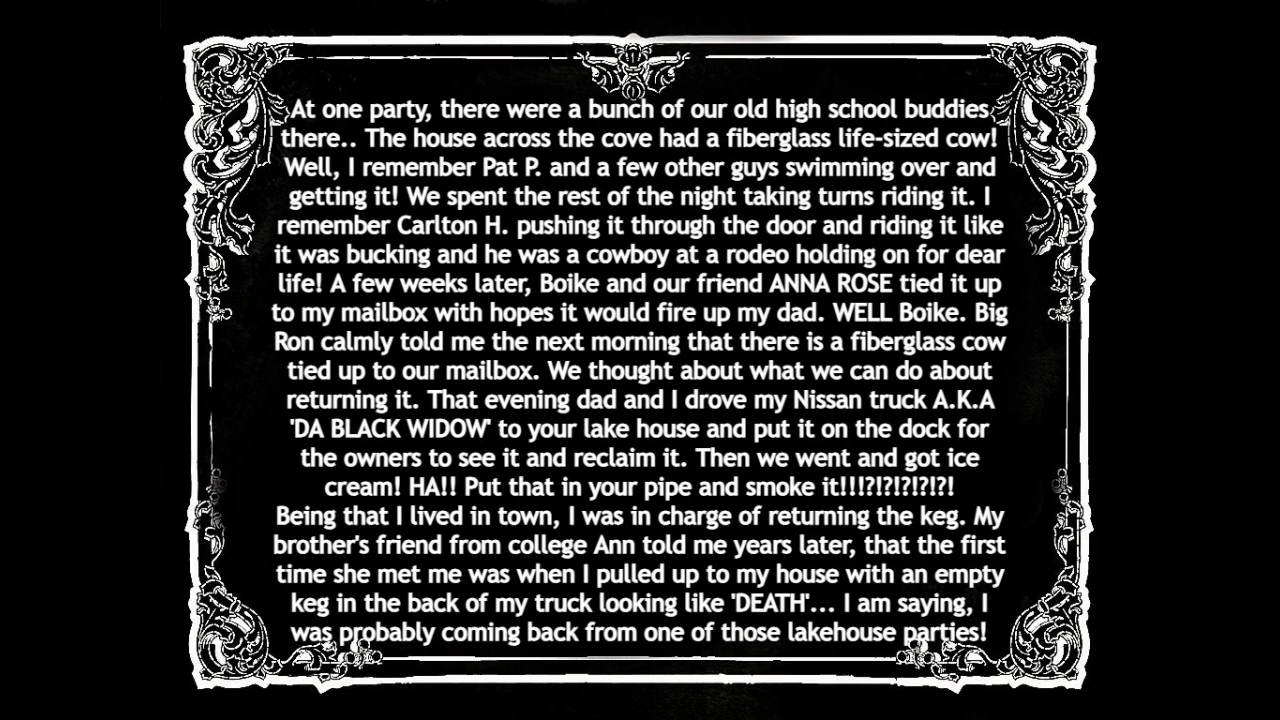 At one party, there were a bunch of our old high school buddies
there.. The house across the cove had a fiberglass life-sized cow!
Well, I remember Pat P. and a few other guys swimming over and
getting it! We spent the rest of the night taking turns riding it. I
remember Carlton H. pushing it through the door and riding it like
it was bucking and he was a cowboy at a rodeo holding on for dear
life! A few weeks later, Boike and our friend ANNA ROSE tied it up
to my mailbox with hopes it would fire up my dad. WELL Boike. Big
Ron calmly told me the next morning that there is a fiberglass cow
tied up to our mailbox. We thought about what we can do about
returning it. That evening dad and I drove my Nissan truck A.K.A
'DA BLACK WIDOW' to your lake house and put it on the dock for
the owners to see it and reclaim it. Then we went and got ice
cream! HA!! Put that in your pipe and smoke it!!!?!?!?!?!?!
Being that I lived in town, I was in charge of returning the keg. My
brother's friend from college Ann told me years later, that the first
time she met me was when I pulled up to my house with an empty
keg in the back of my truck looking like 'DEATH'... I am saying, I
was probably coming back from one of those lakehouse parties!